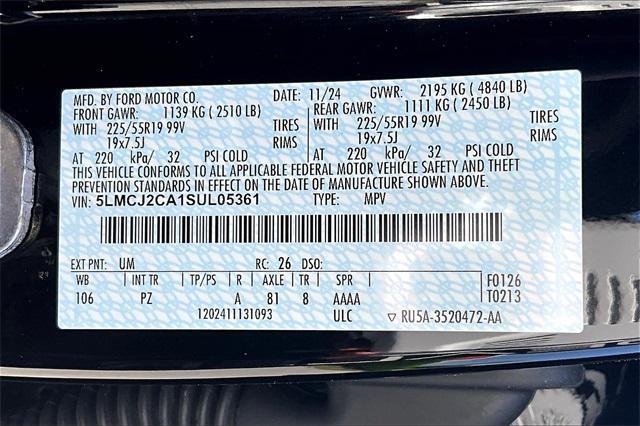 MFD. BY FORD MOTOR CO. DATE: 11/24 GVWR: 2195 KG ( 4840 LB)
FRONT GAWR: 1139 KG ( 2510 LB) REAR GAWR: 1111 KG ( 2450 LB)
WITH 225/55R19 99V TIRES WITH 225/55R19 99V TIRES
19x7.5J RIMS 19x7.5J RIMS
AT 220 kPa/ 32 PSI COLD AT 220 kPa/ 32 PSI COLD
THIS VEHICLE CONFORMS TO ALL APPLICABLE FEDERAL MOTOR VEHICLE SAFETY AND THEFT
PREVENTION STANDARDS IN EFFECT ON THE DATE OF MANUFACTURE SHOWN ABOVE.
VIN: 5LMCJ2CA1SUL05361 TYPE: MPV
EXT PNT: UM RC: 26 DSO:
WB INT TR TP/PS R AXLE TR SPR F0126
106 PZ A 81 8 AAAA T0213
1202411131093 ULC ▽ RU5A-3520472-AA